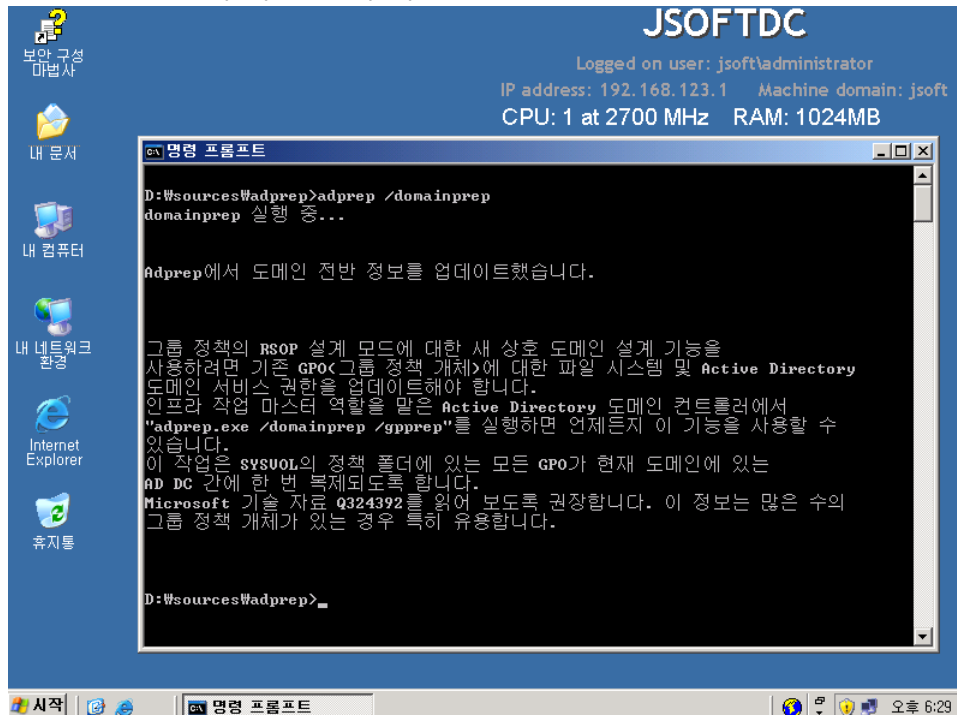 JSOFTDC
Logged on user: jsoft\administrator
IP address: 192.168.123.1 Machine domain: jsoft
CPU: 1 at 2700 MHz RAM: 1024MB
보안 구성
마법사
내 문서
내 컴퓨터
내 네트워크
환경
Internet
Explorer
휴지통
명령 프롬프트
D:₩sources₩adprep>adprep /domainprep
domainprep 실행 중...
Adprep에서 도메인 전반 정보를 업데이트했습니다.
그룹 정책의 RSOP 설계 모드에 대한 새 상호 도메인 설계 기능을
사용하려면 기존 GPO(그룹 정책 개체)에 대한 파일 시스템 및 Active Directory
도메인 서비스 권한을 업데이트해야 합니다.
인프라 작업 마스터 역할을 맡은 Active Directory 도메인 컨트롤러에서
"adprep.exe /domainprep /gpprep"를 실행하면 언제든지 이 기능을 사용할 수
있습니다.
이 작업은 SYSVOL의 정책 폴더에 있는 모든 GPO가 현재 도메인에 있는
AD DC 간에 한 번 복제되도록 합니다.
Microsoft 기술 자료 Q324392를 읽어 보도록 권장합니다. 이 정보는 많은 수의
그룹 정책 개체가 있는 경우 특히 유용합니다.
D:₩sources₩adprep>_
시작
명령 프롬프트
오후 6:29